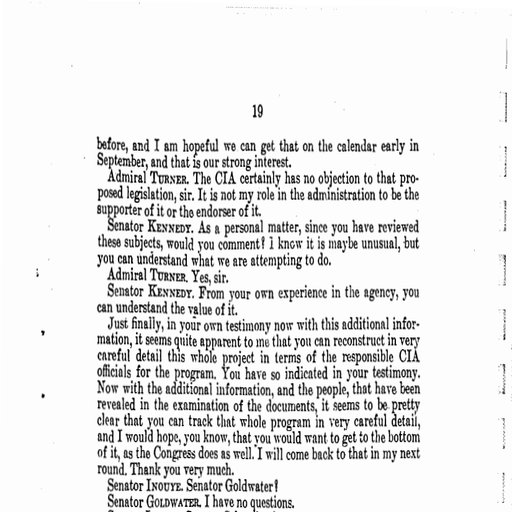 19
before, and I am hopeful we can get that on the calendar early in
September, and that is our strong interest.
Admiral TURNER. The CIA certainly has no objection to that pro-
posed legislation, sir. It is not my role in the administration to be the
supporter of it or the endorser of it.
Senator KENNEDY. As a personal matter, since you have reviewed
these subjects, would you comment? I know it is maybe unusual, but
you can understand what we are attempting to do.
Admiral TURNER. Yes, sir.
Senator KENNEDY. From your own experience in the agency, you
can understand the value of it.
Just finally, in your own testimony now with this additional infor-
mation, it seems quite apparent to me that you can reconstruct in very
careful detail this whole project in terms of the responsible CIA
officials for the program. You have so indicated in your testimony.
Now with the additional information, and the people, that have been
revealed in the examination of the documents, it seems to be pretty
clear that you can track that whole program in very careful detail,
and I would hope, you know, that you would want to get to the bottom
of it, as the Congress does as well. I will come back to that in my next
round. Thank you very much.
Senator INOUYE. Senator Goldwater?
Senator GOLDWATER. I have no questions.